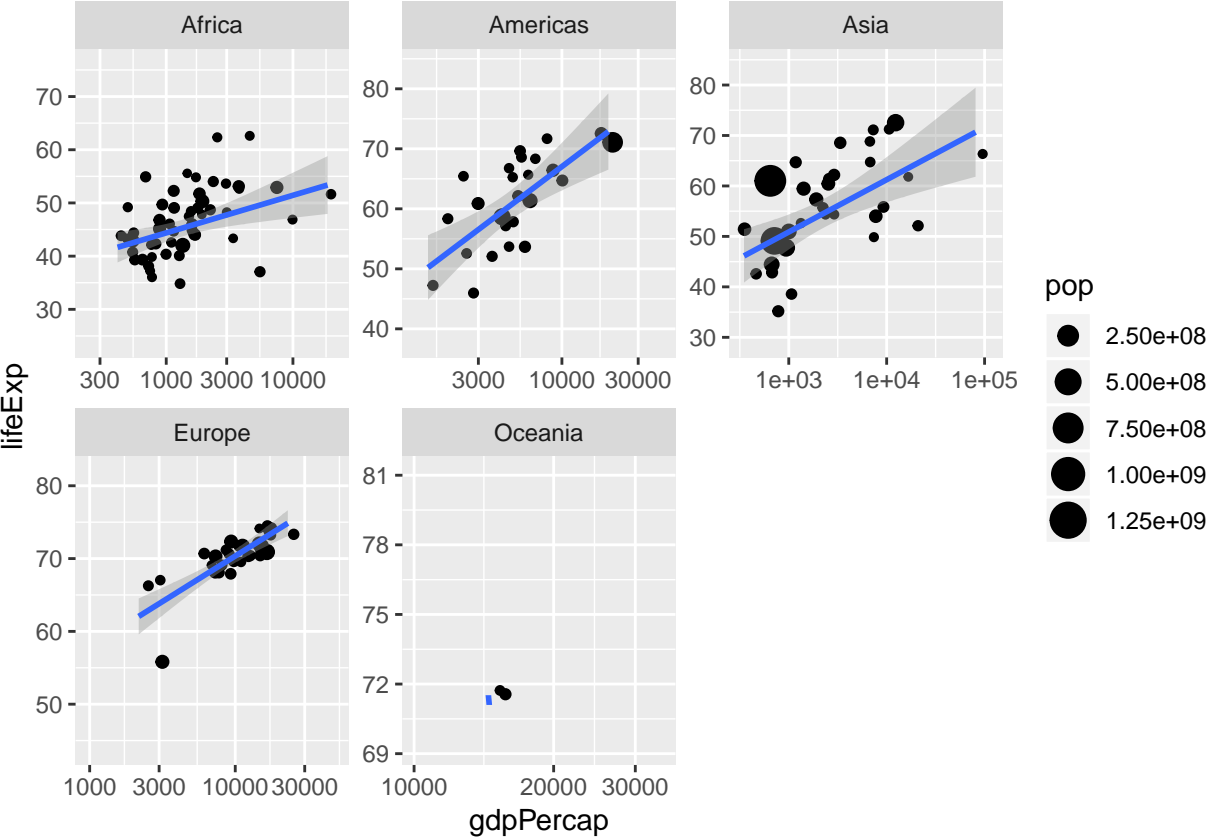 Africa
Americas
Asia
70
60
50
40
30
300 1000 3000 10000
80
70
60
50
40
3000 10000 30000
80
70
60
50
40
30
1e+03 1e+04 1e+05
lifeExp
Europe
Oceania
80
70
60
50
1000 3000 10000 30000
81
78
75
72
69
10000 20000 30000
gdpPercap
pop
2.50e+08
5.00e+08
7.50e+08
1.00e+09
1.25e+09